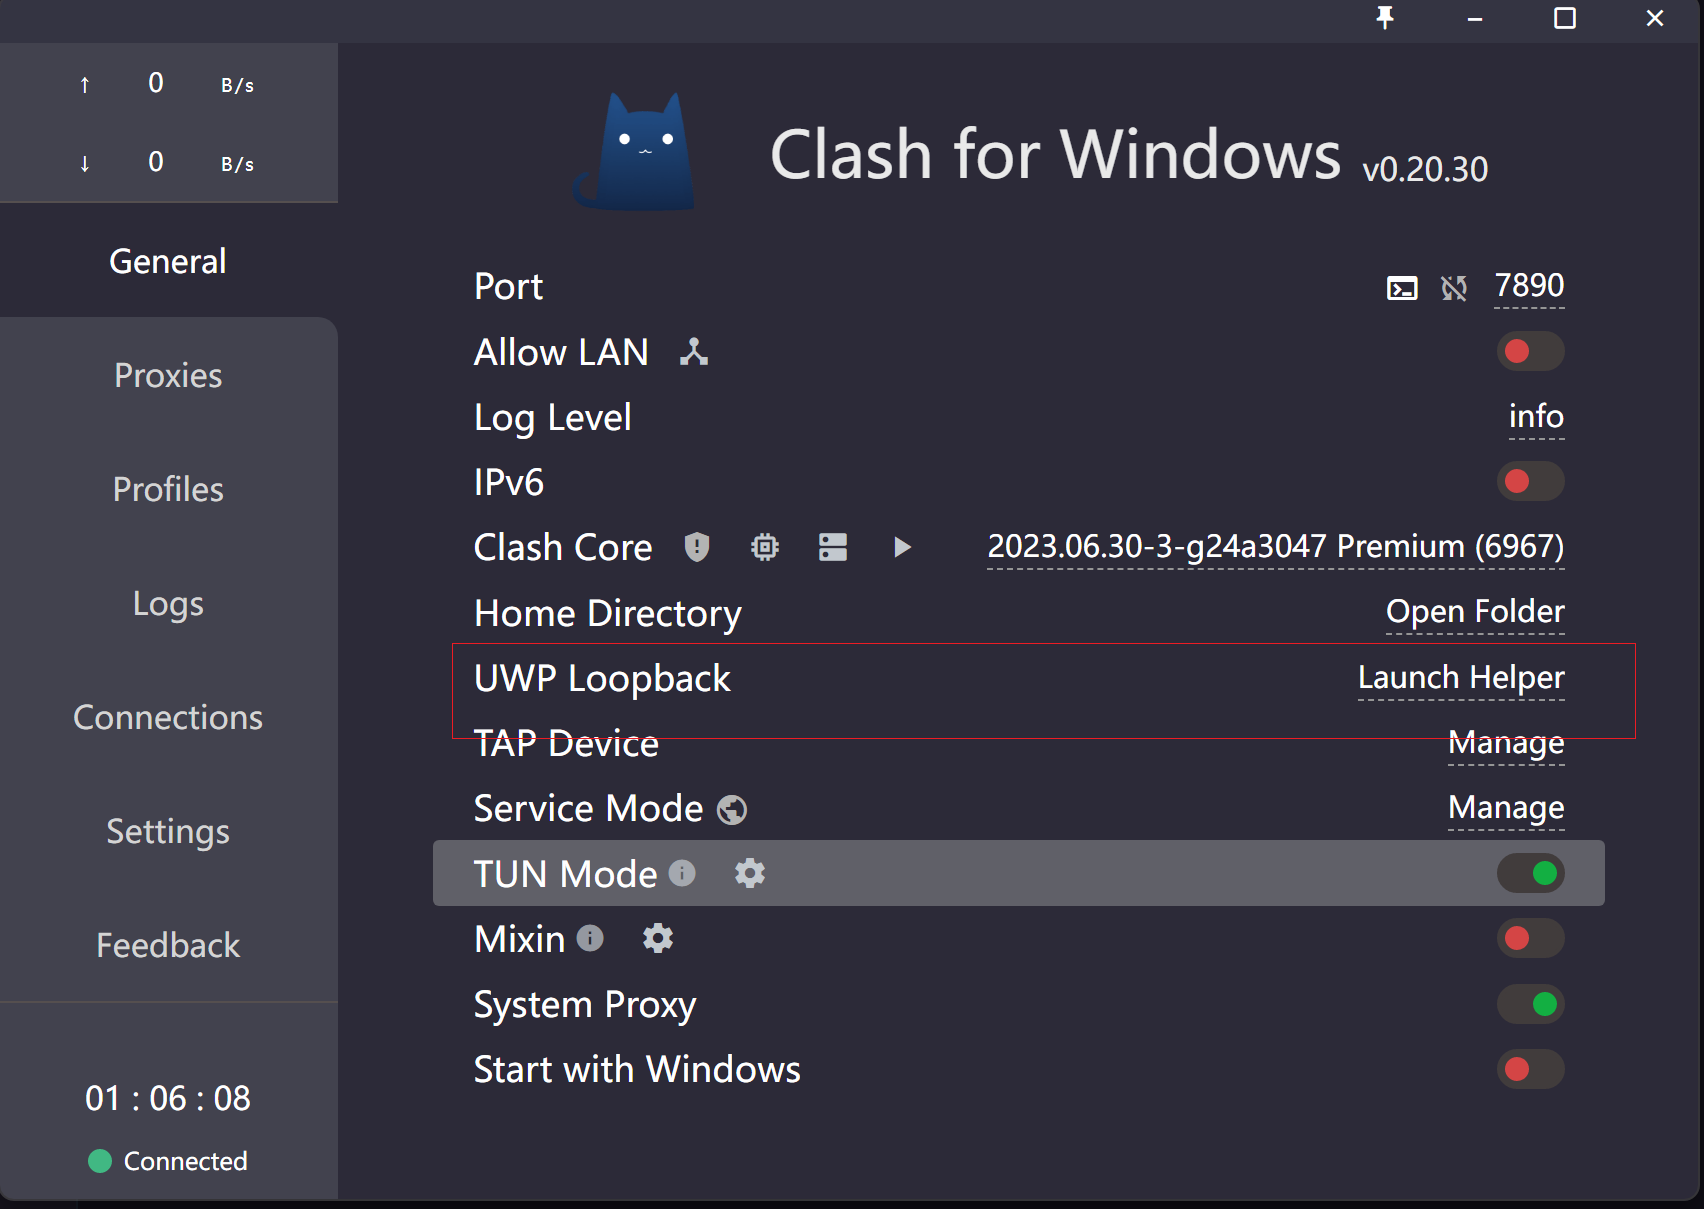 ↑ 0 B/s
↓ 0 B/s
General
Proxies
Profiles
Logs
Connections
Settings
Feedback
01 : 06 : 08
Connected
Clash for Windows v0.20.30
Port 7890
Allow LAN
Log Level info
IPv6
Clash Core 2023.06.30-3-g24a3047 Premium (6967)
Home Directory Open Folder
UWP Loopback Launch Helper
TAP Device Manage
Service Mode Manage
TUN Mode
Mixin
System Proxy
Start with Windows